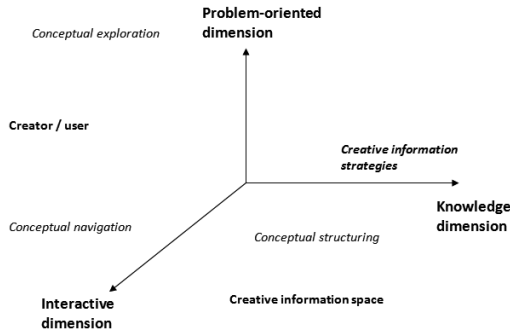 Problem-oriented
dimension
Conceptual exploration
Creator / user
Creative information
strategies
Knowledge
dimension
Conceptual navigation
Conceptual structuring
Interactive
dimension
Creative information space